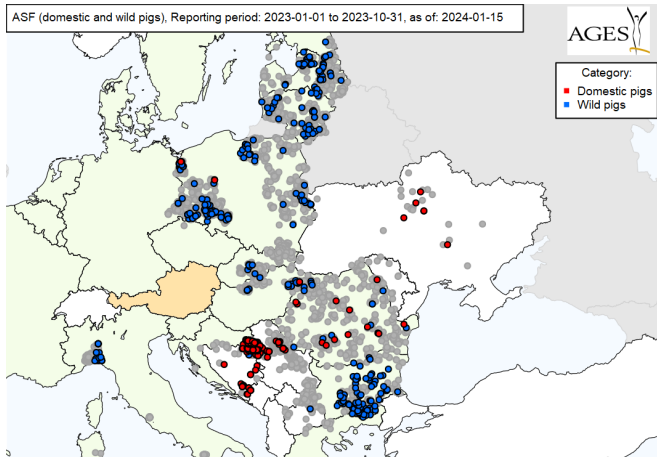 ASF (domestic and wild pigs), Reporting period: 2023-01-01 to 2023-10-31, as of: 2024-01-15
AGES
Category:
Domestic pigs
Wild pigs